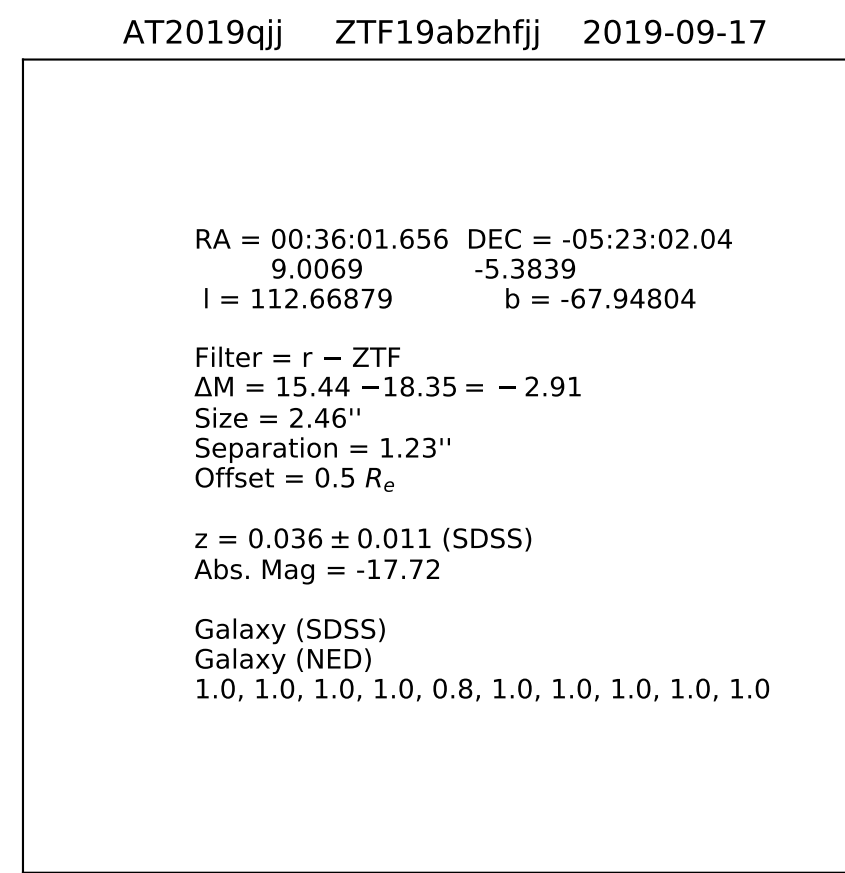 AT2019qjj ZTF19abzhfjj 2019-09-17
RA = 00:36:01.656 DEC = -05:23:02.04
9.0069 -5.3839
l = 112.66879 b = -67.94804
Filter = r − ZTF
ΔM = 15.44 −18.35 = − 2.91
Size = 2.46''
Separation = 1.23''
Offset = 0.5 Rₑ
z = 0.036 ± 0.011 (SDSS)
Abs. Mag = -17.72
Galaxy (SDSS)
Galaxy (NED)
1.0, 1.0, 1.0, 1.0, 0.8, 1.0, 1.0, 1.0, 1.0, 1.0